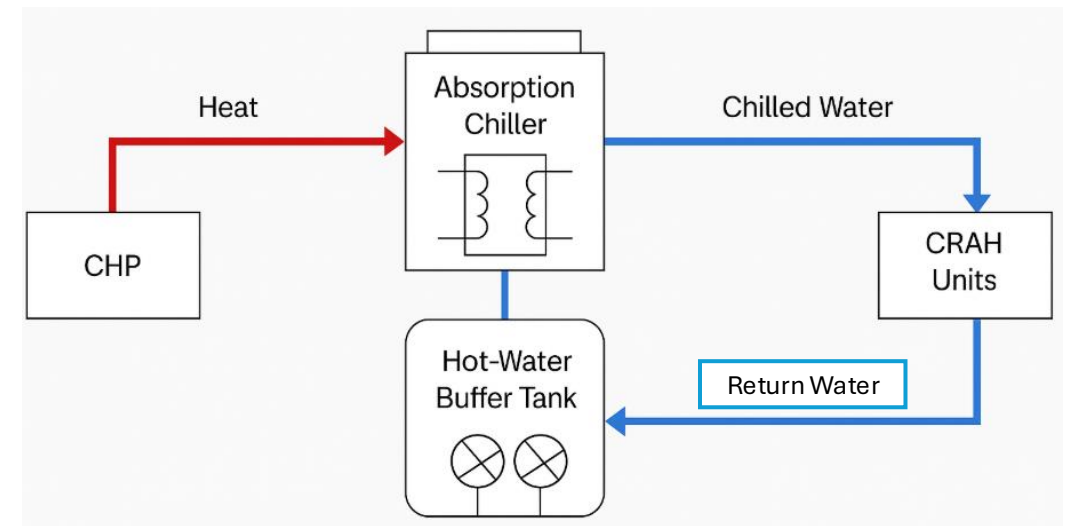 Heat
Absorption
Chiller
Chilled Water
CHP
CRAH
Units
Hot-Water
Buffer Tank
Return Water